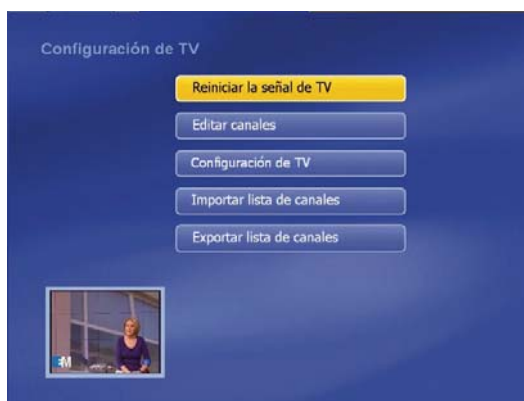 Configuración de TV
Reiniciar la señal de TV
Editar canales
Configuración de TV
Importar lista de canales
Exportar lista de canales
EM